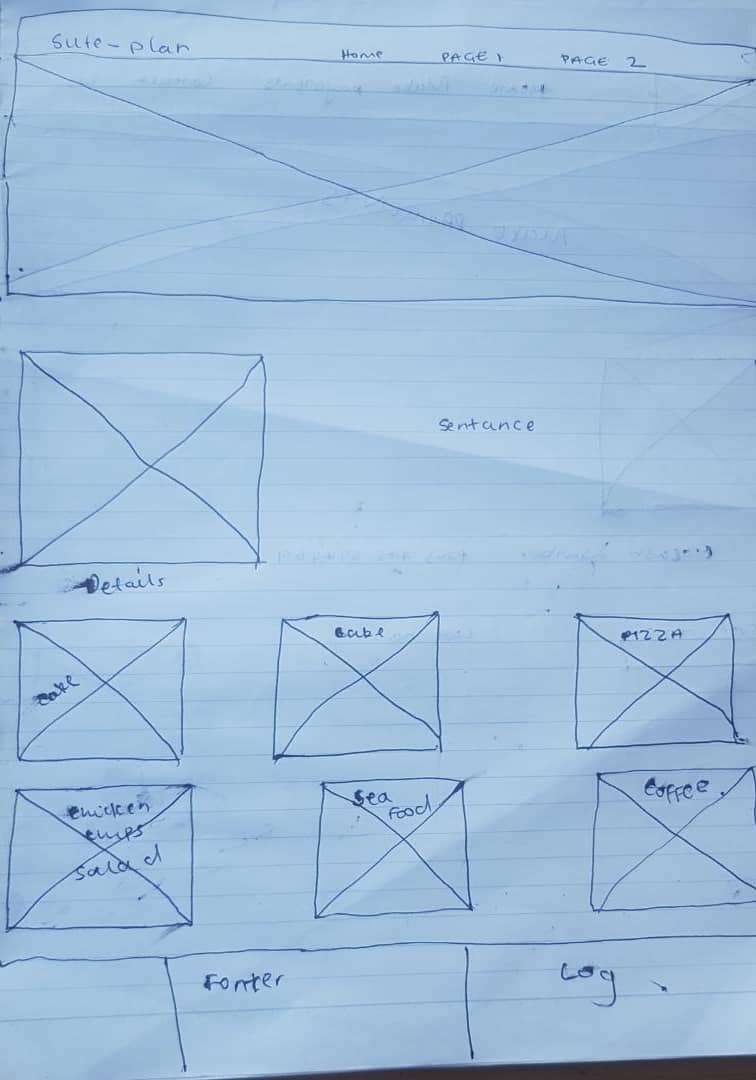 Sute-plan Home PAGE 1 PAGE 2
Sentance
Details
cake
cake
PIZZA
chicken
chips
salad
Sea
Food
Coffee.
Footer
Log